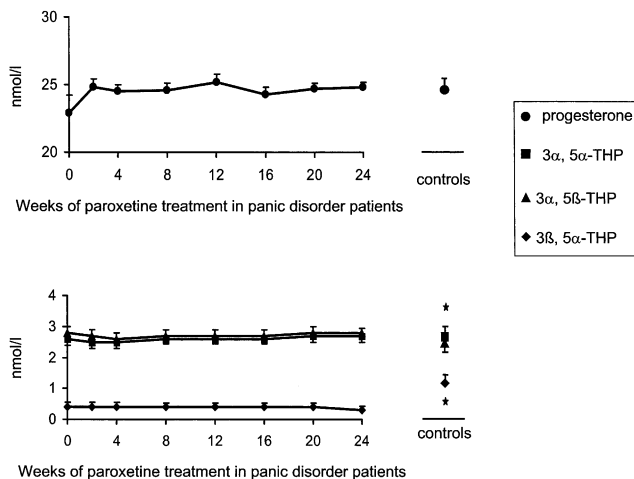 30
25
20
nmol/l
0 4 8 12 16 20 24
controls
Weeks of paroxetine treatment in panic disorder patients
progesterone
3α, 5α-THP
3α, 5ß-THP
3ß, 5α-THP
4
3
2
1
0
nmol/l
0 4 8 12 16 20 24
controls
Weeks of paroxetine treatment in panic disorder patients